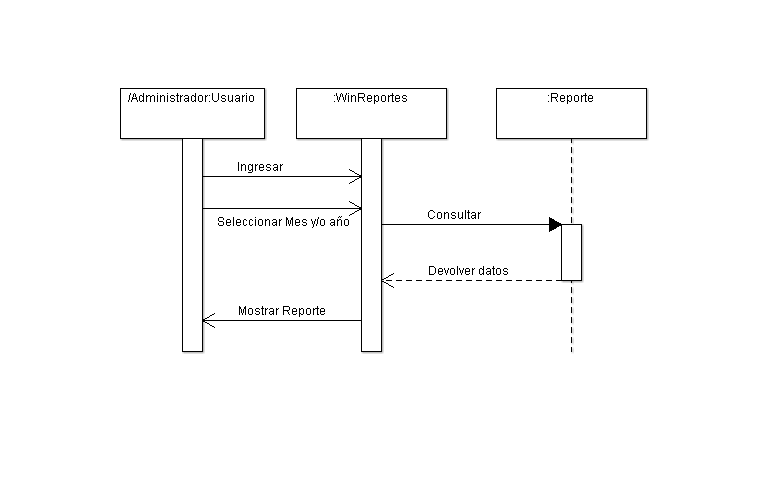 /Administrador:Usuario
:WinReportes
:Reporte
Ingresar
Seleccionar Mes y/o año
Consultar
Devolver datos
Mostrar Reporte